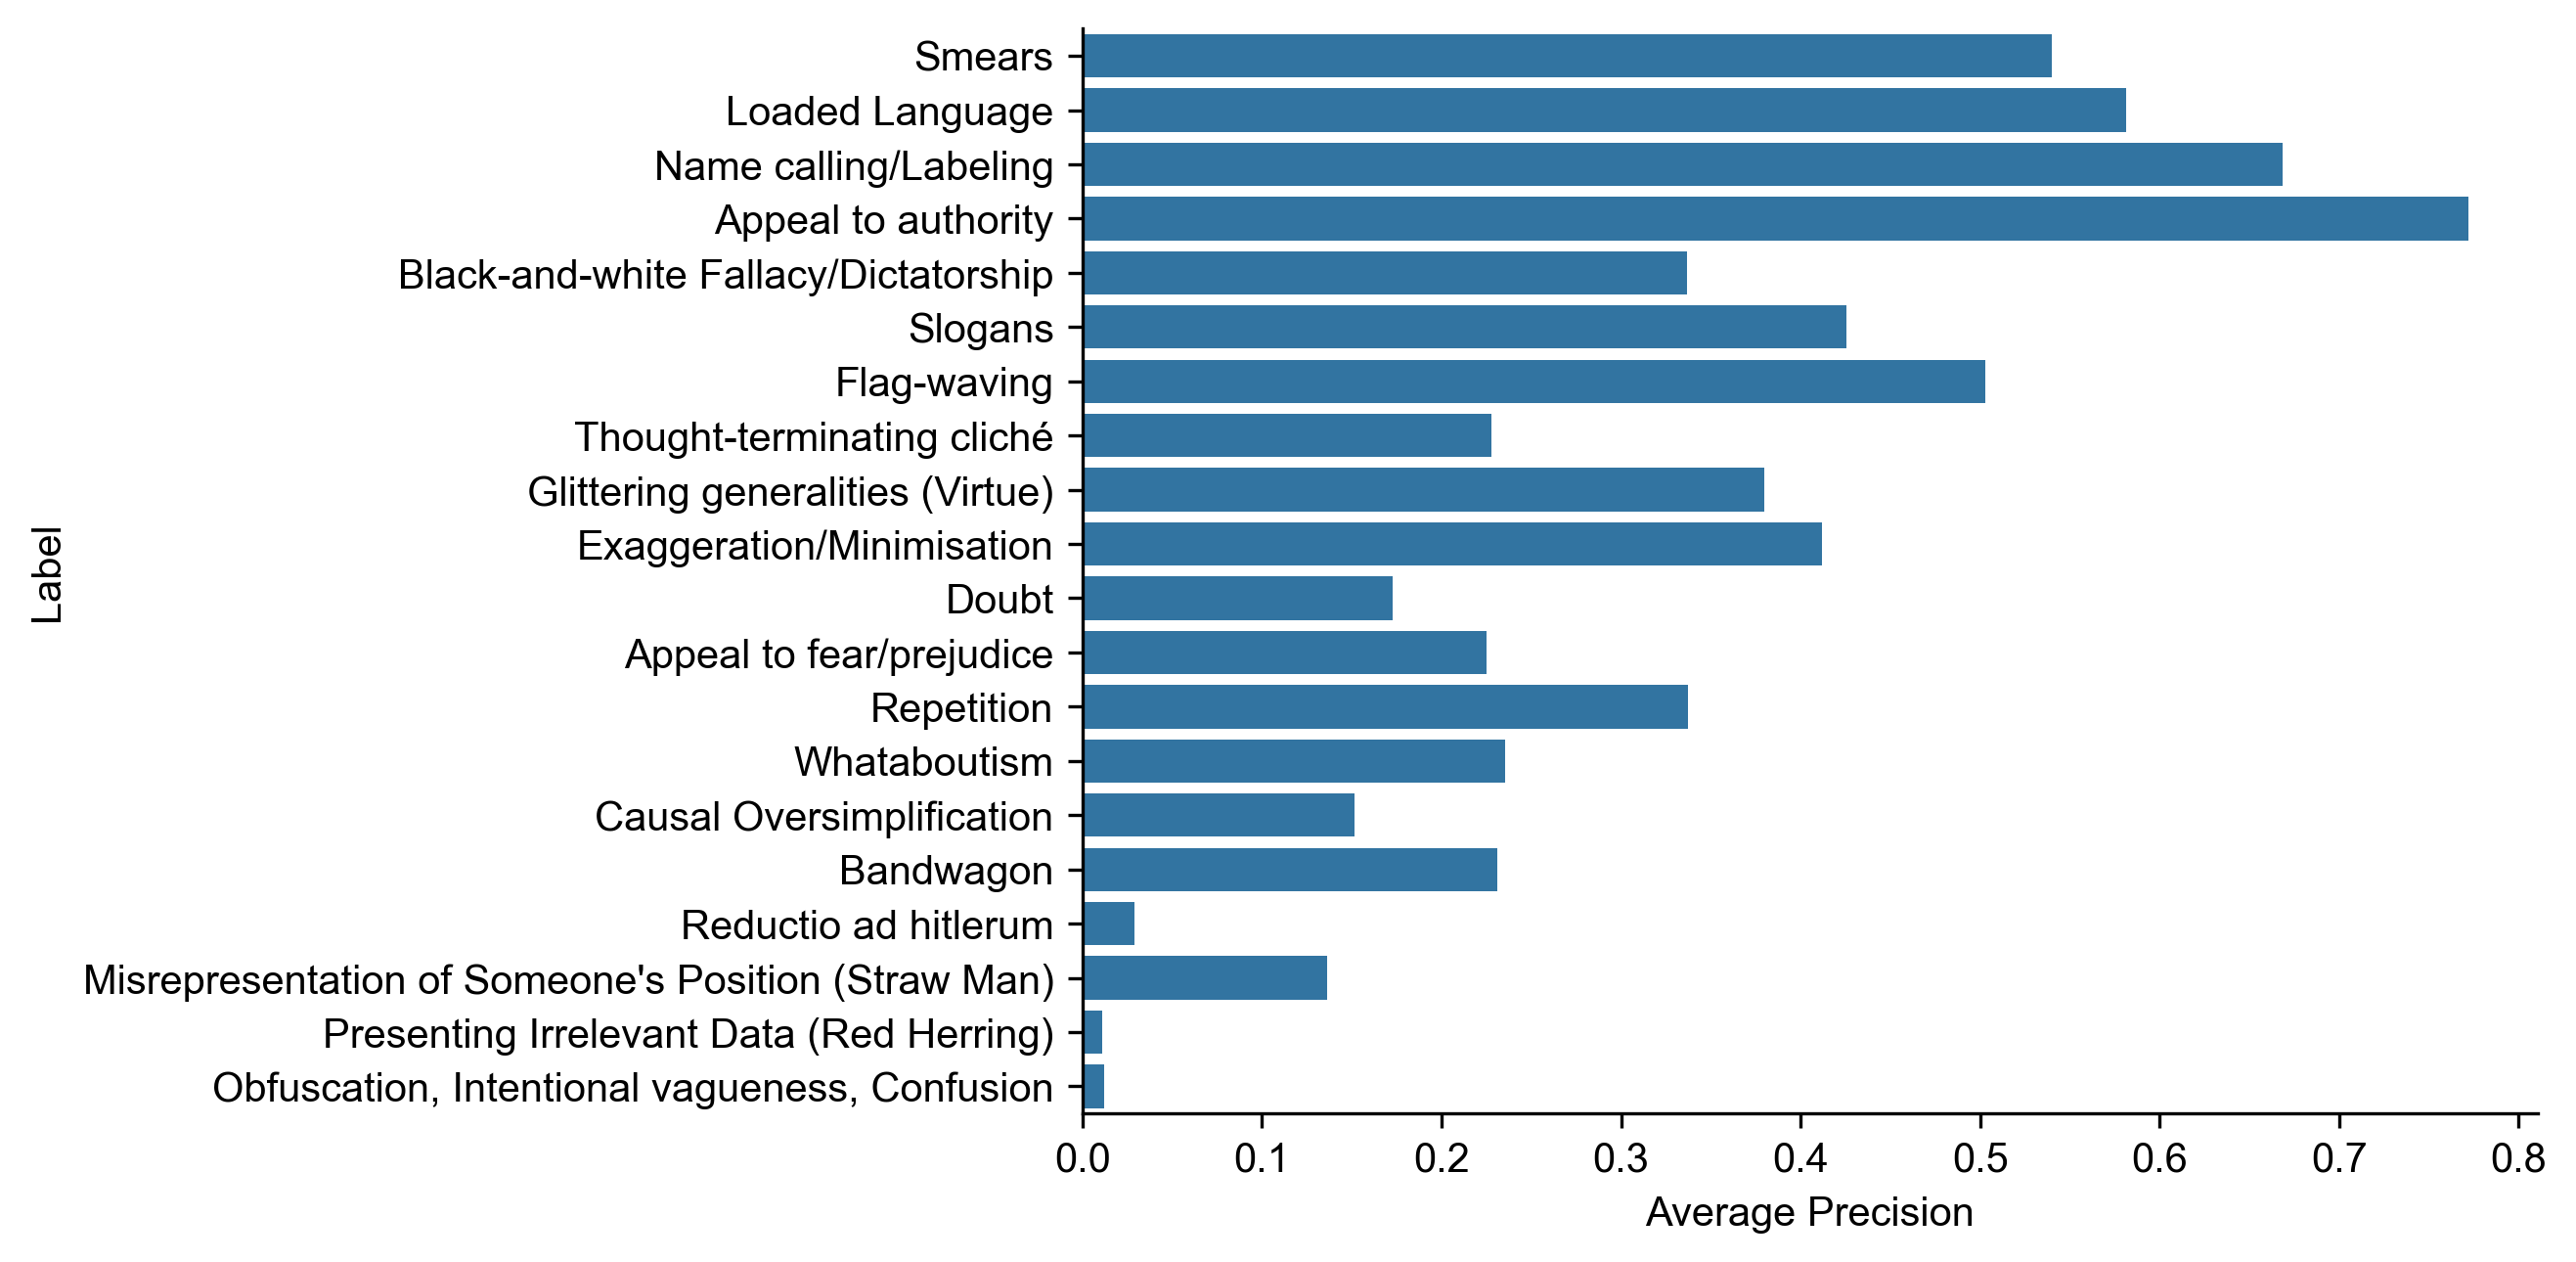 Smears
Loaded Language
Name calling/Labeling
Appeal to authority
Black-and-white Fallacy/Dictatorship
Slogans
Flag-waving
Thought-terminating cliché
Glittering generalities (Virtue)
Exaggeration/Minimisation
Doubt
Appeal to fear/prejudice
Repetition
Whataboutism
Causal Oversimplification
Bandwagon
Reductio ad hitlerum
Misrepresentation of Someone's Position (Straw Man)
Presenting Irrelevant Data (Red Herring)
Obfuscation, Intentional vagueness, Confusion
Label
0.0 0.1 0.2 0.3 0.4 0.5 0.6 0.7 0.8
Average Precision